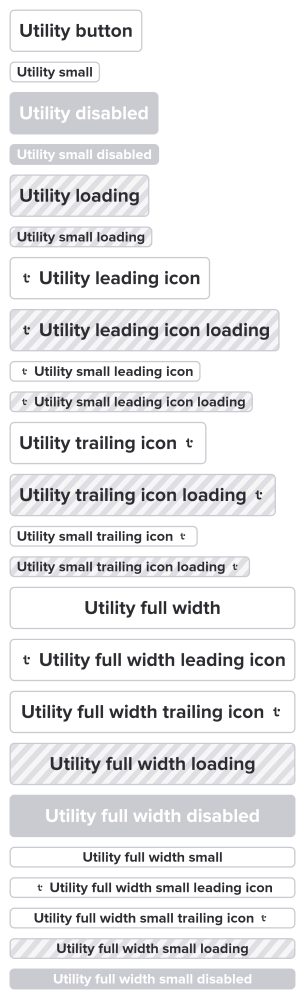 Utility button
Utility small
Utility disabled
Utility small disabled
Utility loading
Utility small loading
t Utility leading icon
t Utility leading icon loading
t Utility small leading icon
t Utility small leading icon loading
Utility trailing icon t
Utility trailing icon loading t
Utility small trailing icon t
Utility small trailing icon loading t
Utility full width
t Utility full width leading icon
Utility full width trailing icon t
Utility full width loading
Utility full width disabled
Utility full width small
t Utility full width small leading icon
Utility full width small trailing icon t
Utility full width small loading
Utility full width small disabled